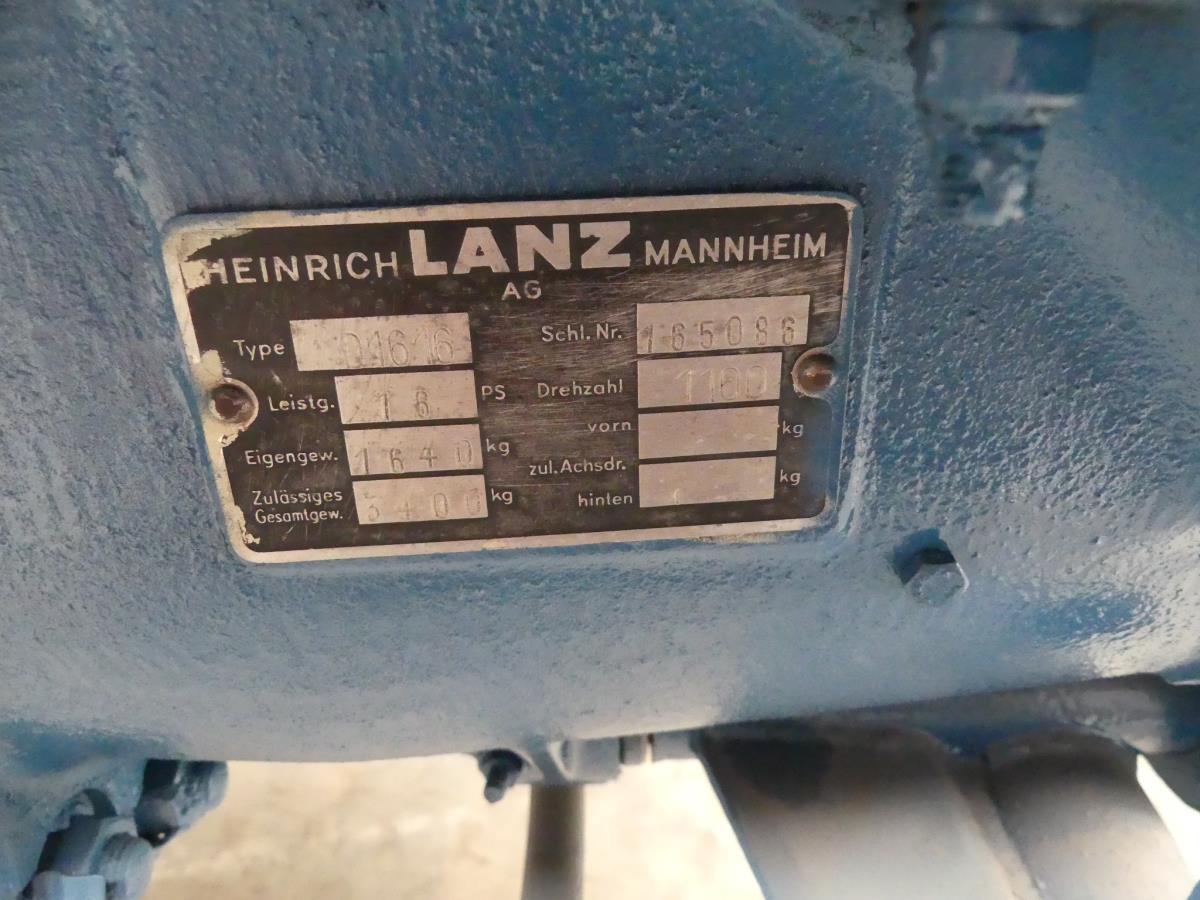 HEINRICH LANZ MANNHEIM
AG
Type D1616
Schl.Nr. 165086
Leistg. 16 PS
Drehzahl 1100
Eigengew. 1640 kg
vorn kg
zul.Achsdr.
Zulässiges
Gesamtgew. 3400 kg
hinten kg